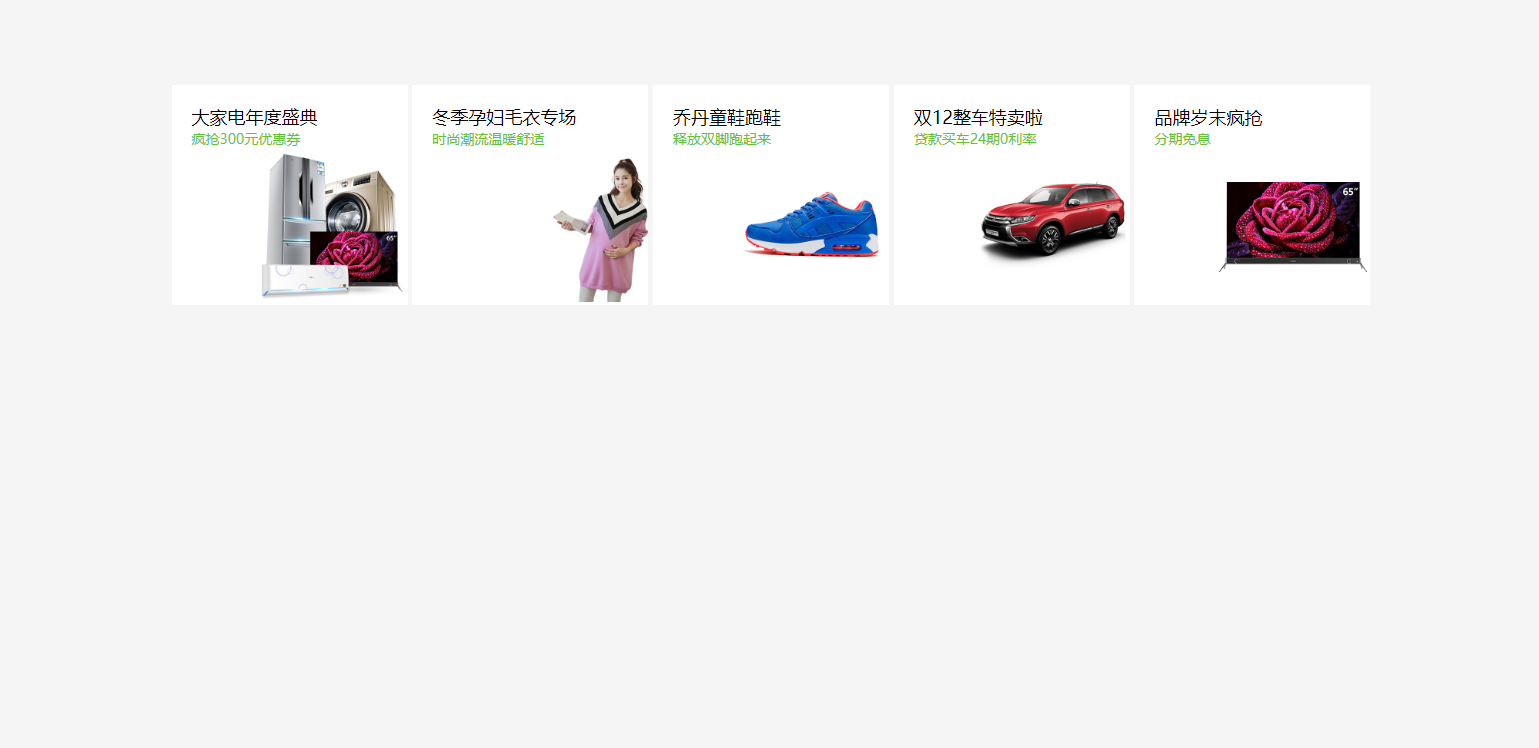 大家电年度盛典
疯抢300元优惠券
65"
冬季孕妇毛衣专场
时尚潮流温暖舒适
乔丹童鞋跑鞋
释放双脚跑起来
双12整车特卖啦
贷款买车24期0利率
品牌岁末疯抢
分期免息
65"